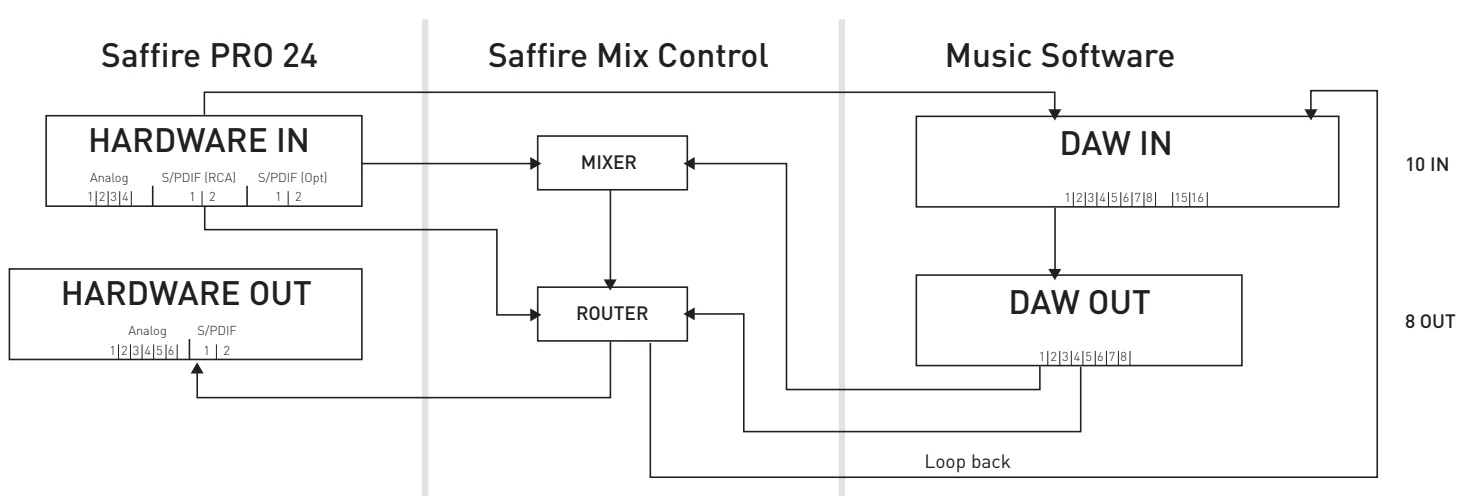 Saffire PRO 24
Saffire Mix Control
Music Software
HARDWARE IN
Analog S/PDIF (RCA) S/PDIF (Opt)
1|2|3|4| 1 | 2 1 | 2
MIXER
DAW IN
1|2|3|4|5|6|7|8| |15|16|
10 IN
HARDWARE OUT
Analog S/PDIF
1|2|3|4|5|6| 1 | 2
ROUTER
DAW OUT
1|2|3|4|5|6|7|8|
8 OUT
Loop back